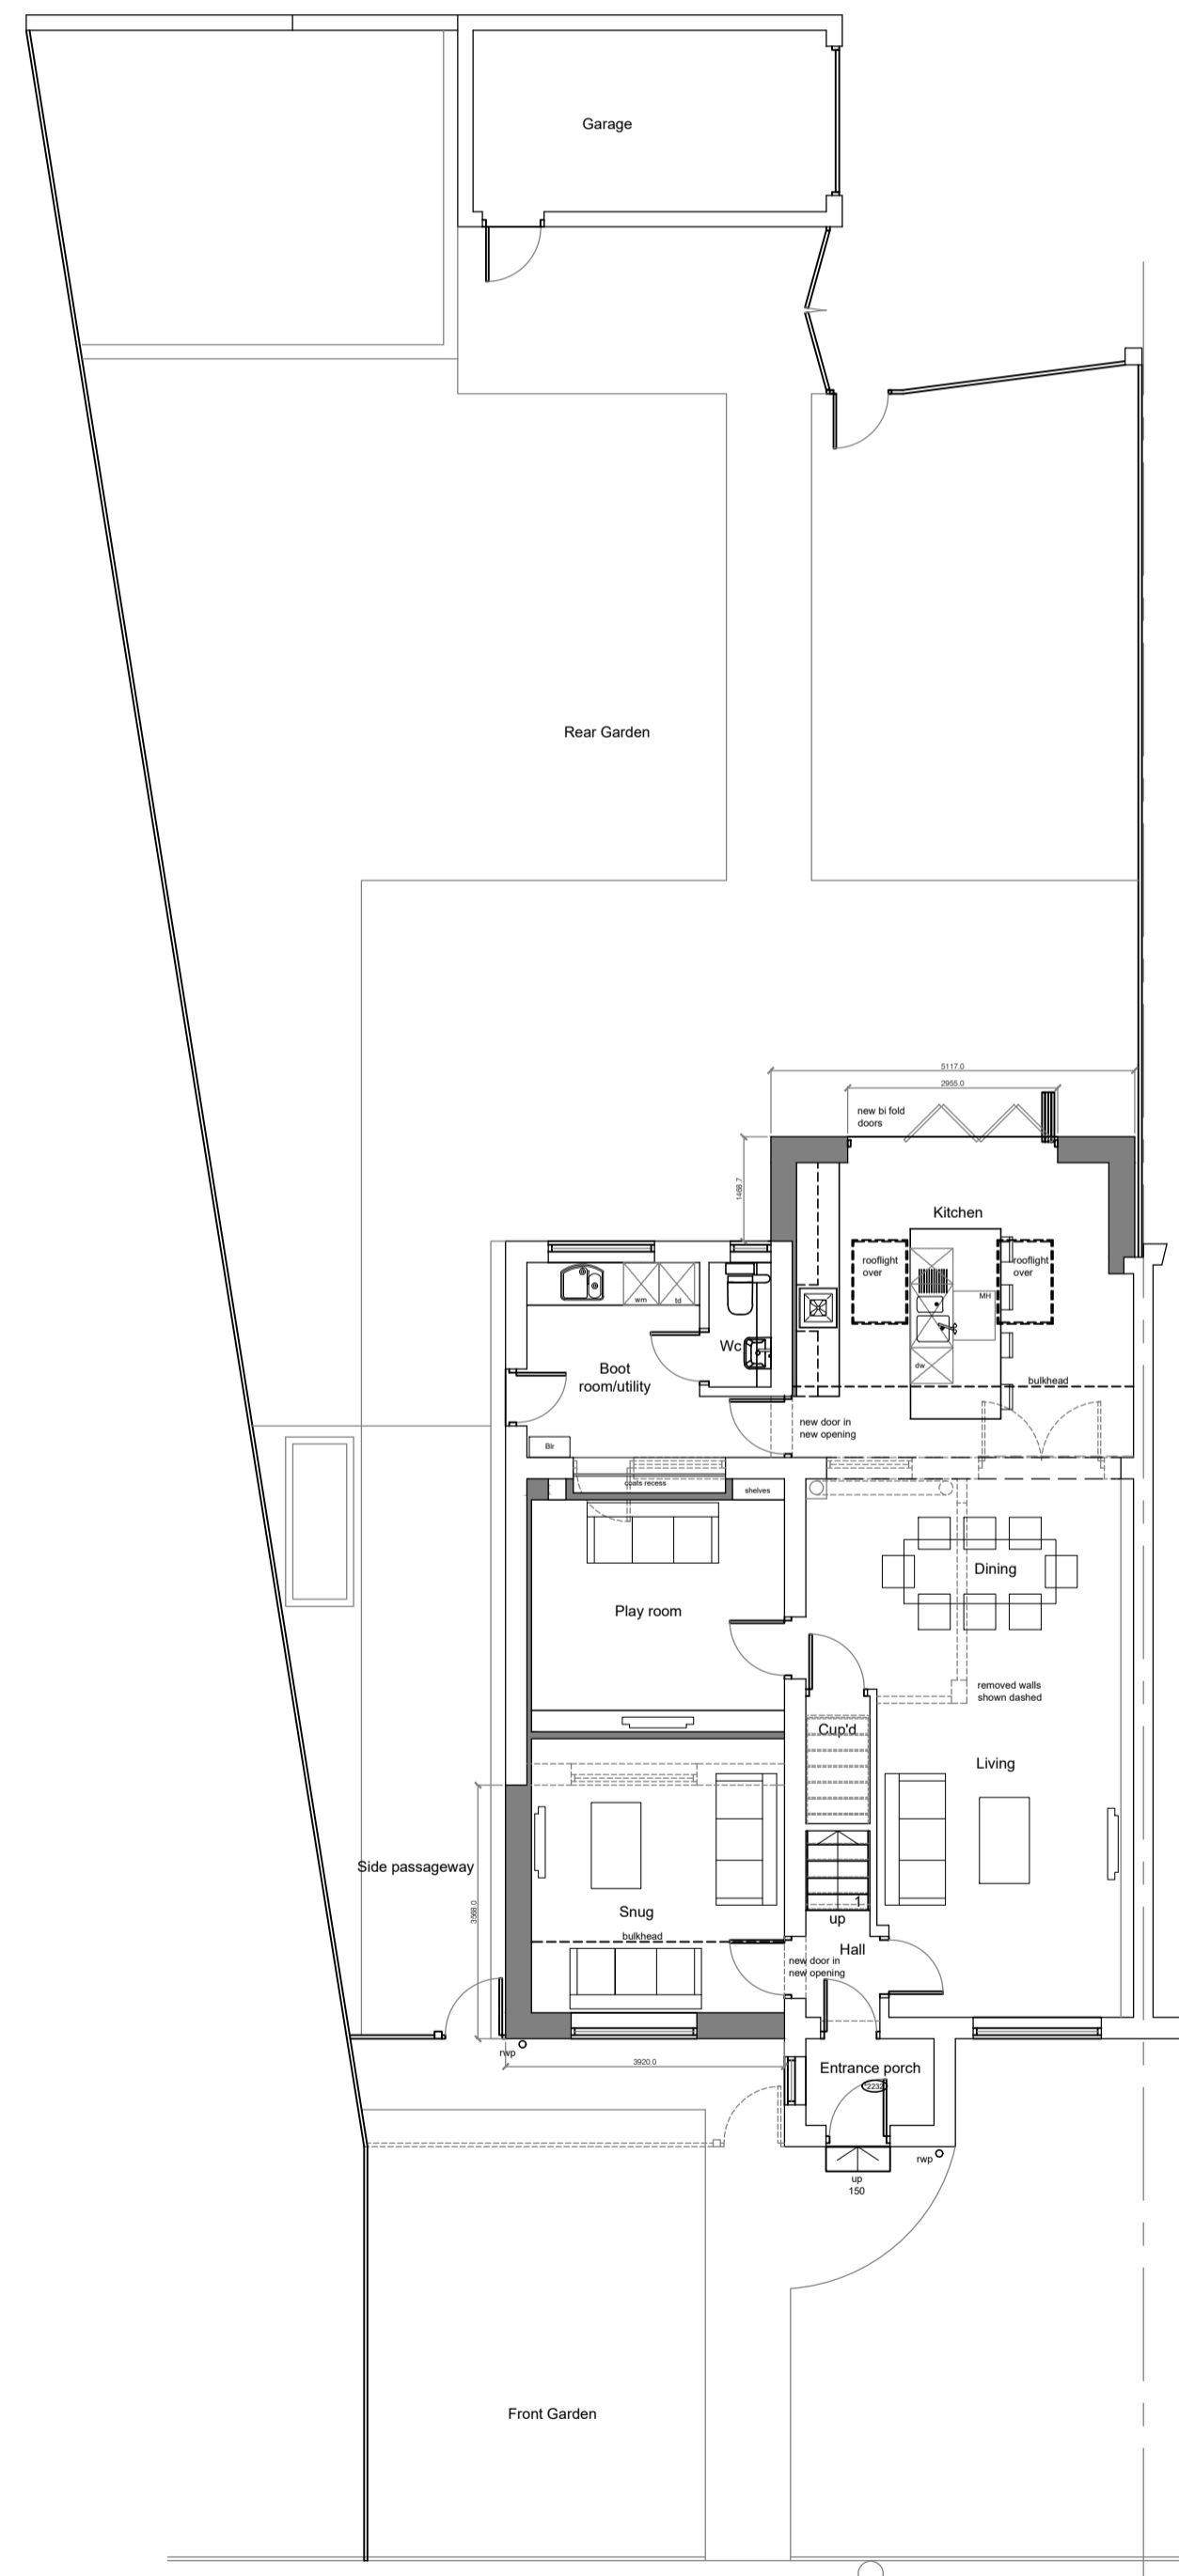 Garage
Rear Garden
5117.0
2955.0
new bi fold
doors
1468.7
Kitchen
rooflight
over
rooflight
over
MH
wm
td
Wc
dw
Boot
room/utility
bulkhead
new door in
new opening
Blr
coats recess
shelves
Dining
Play room
removed walls
shown dashed
Cup'd
Living
Side passageway
1
Snug
up
3568.0
bulkhead
Hall
new door in
new opening
rwp
3920.0
Entrance porch
2232
rwp
up
150
Front Garden